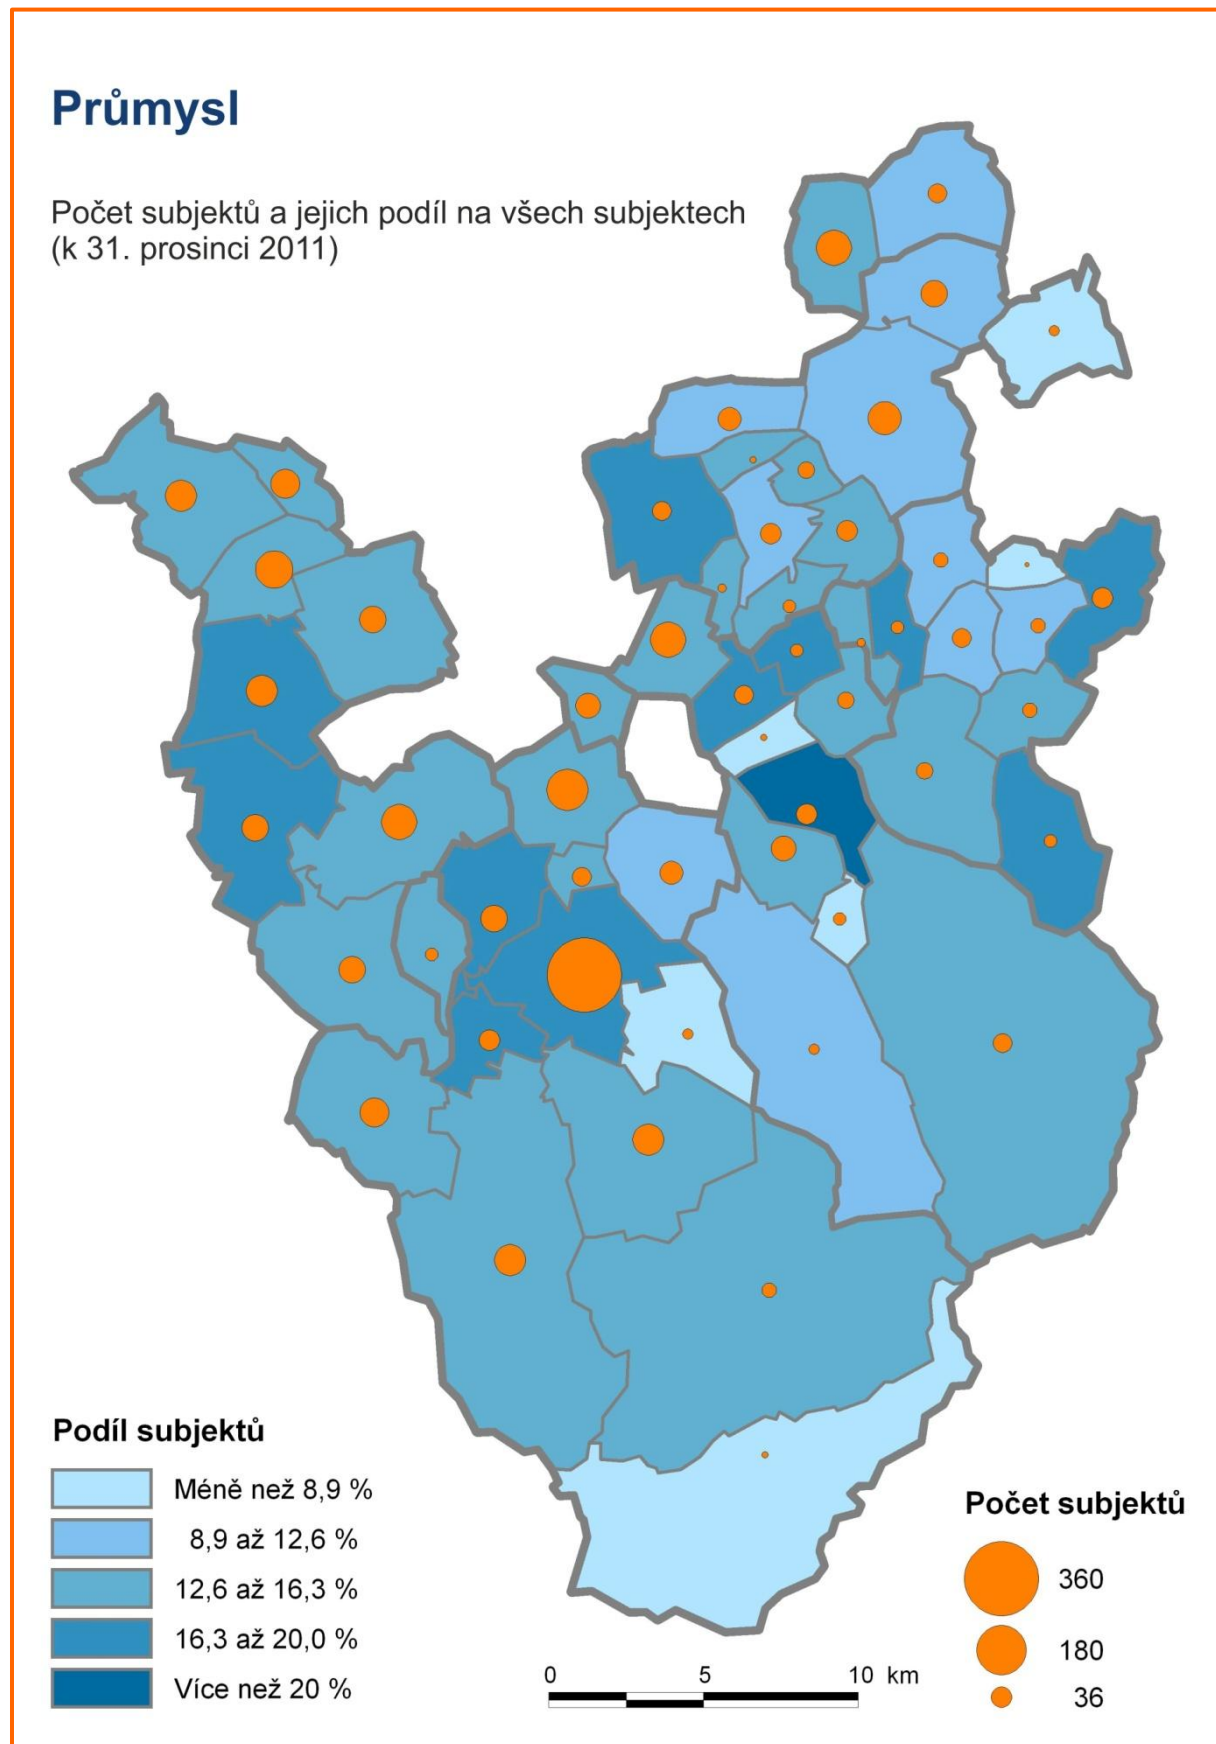 Průmysl
Počet subjektů a jejich podíl na všech subjektech
(k 31. prosinci 2011)
Podíl subjektů
Méně než 8,9 %
8,9 až 12,6 %
12,6 až 16,3 %
16,3 až 20,0 %
Více než 20 %
0 5 10 km
Počet subjektů
360
180
36